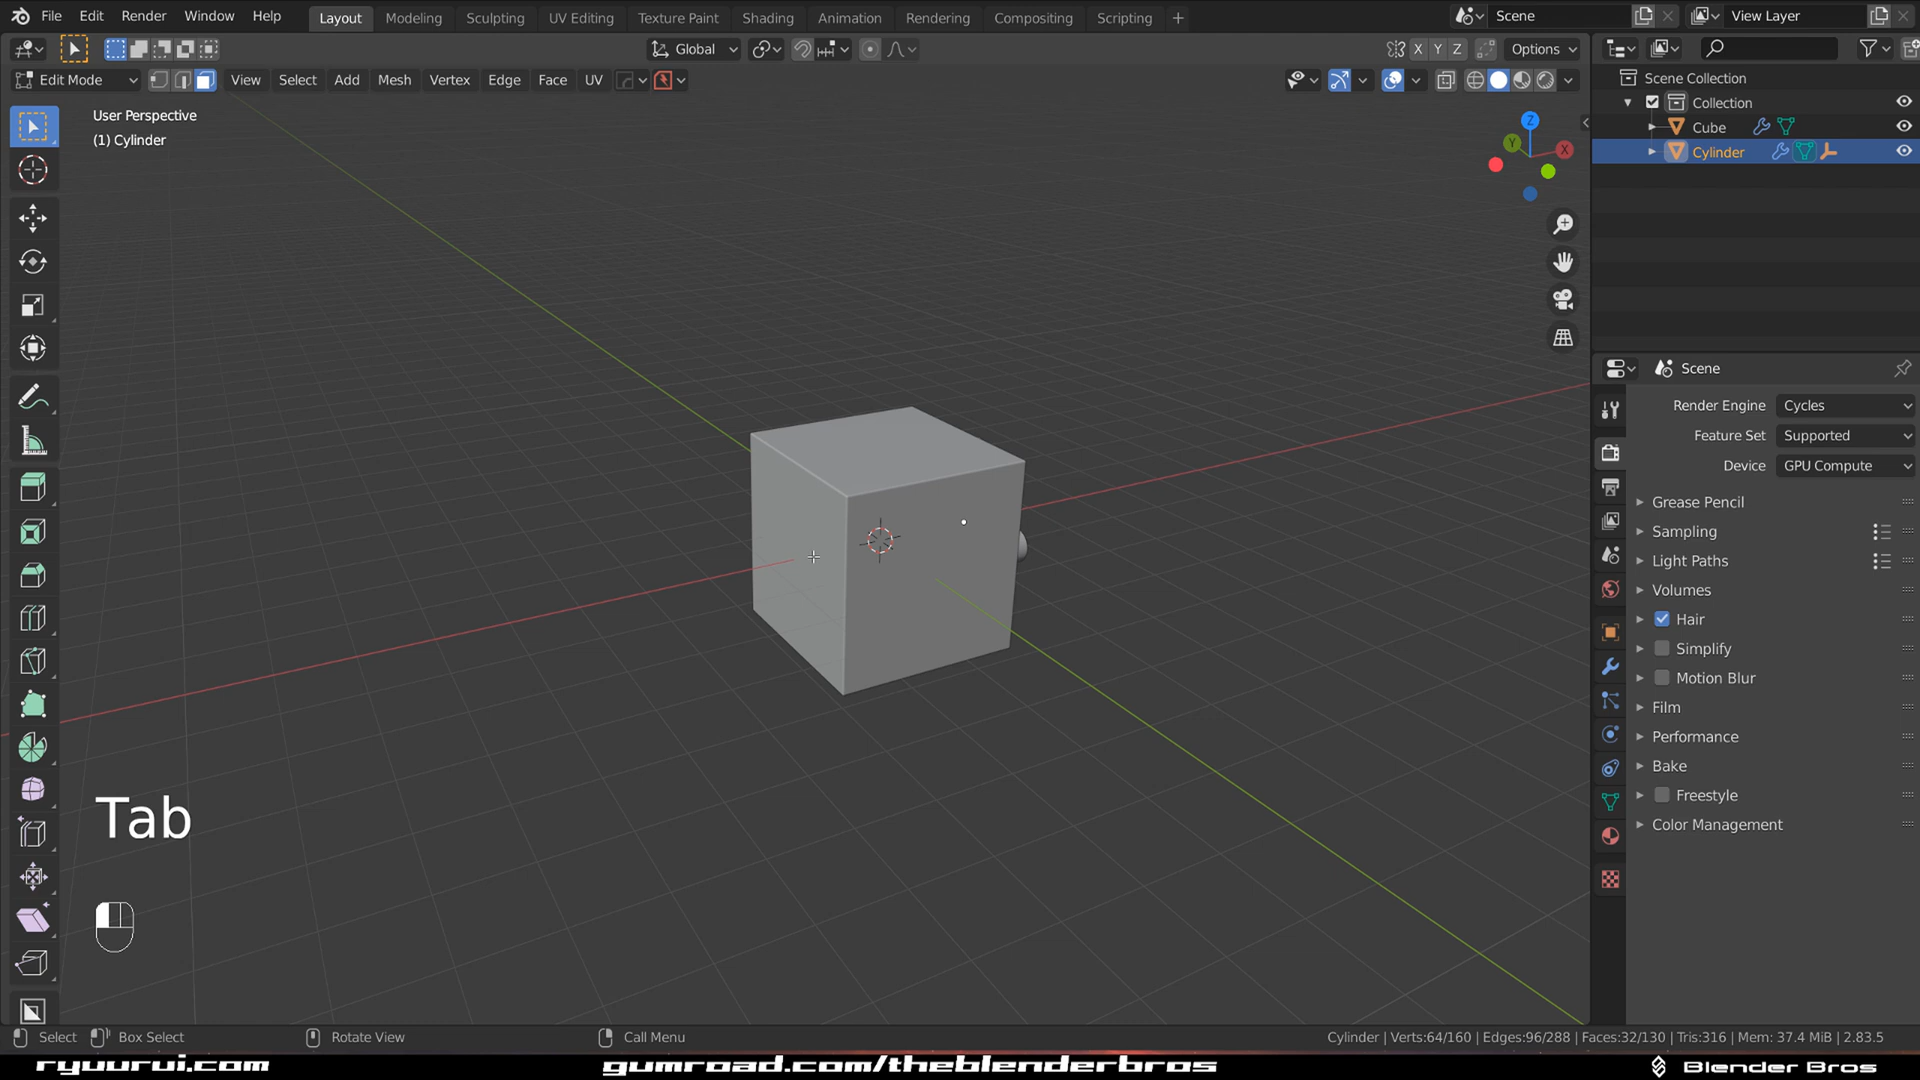 File Edit Render Window Help Layout Modeling Sculpting UV Editing Texture Paint Shading Animation Rendering Compositing Scripting + Scene View Layer
Global X Y Z Options
Edit Mode View Select Add Mesh Vertex Edge Face UV
User Perspective
(1) Cylinder
Z
Y
X
Scene Collection
Collection
Cube
Cylinder
Scene
Render Engine Cycles
Feature Set Supported
Device GPU Compute
Grease Pencil
Sampling
Light Paths
Volumes
Hair
Simplify
Motion Blur
Film
Performance
Bake
Freestyle
Color Management
Tab
Select Box Select Rotate View Call Menu Cylinder | Verts:64/160 | Edges:96/288 | Faces:32/130 | Tris:316 | Mem: 37.4 MiB | 2.83.5
ryuurui.com gumroad.com/theblenderbros Blender Bros